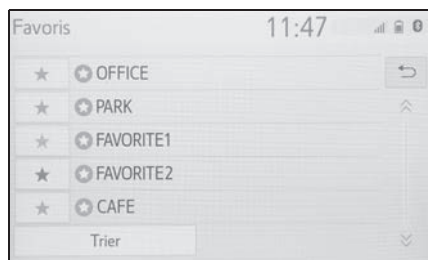 Favoris 11:47
OFFICE
PARK
FAVORITE1
FAVORITE2
CAFE
Trier